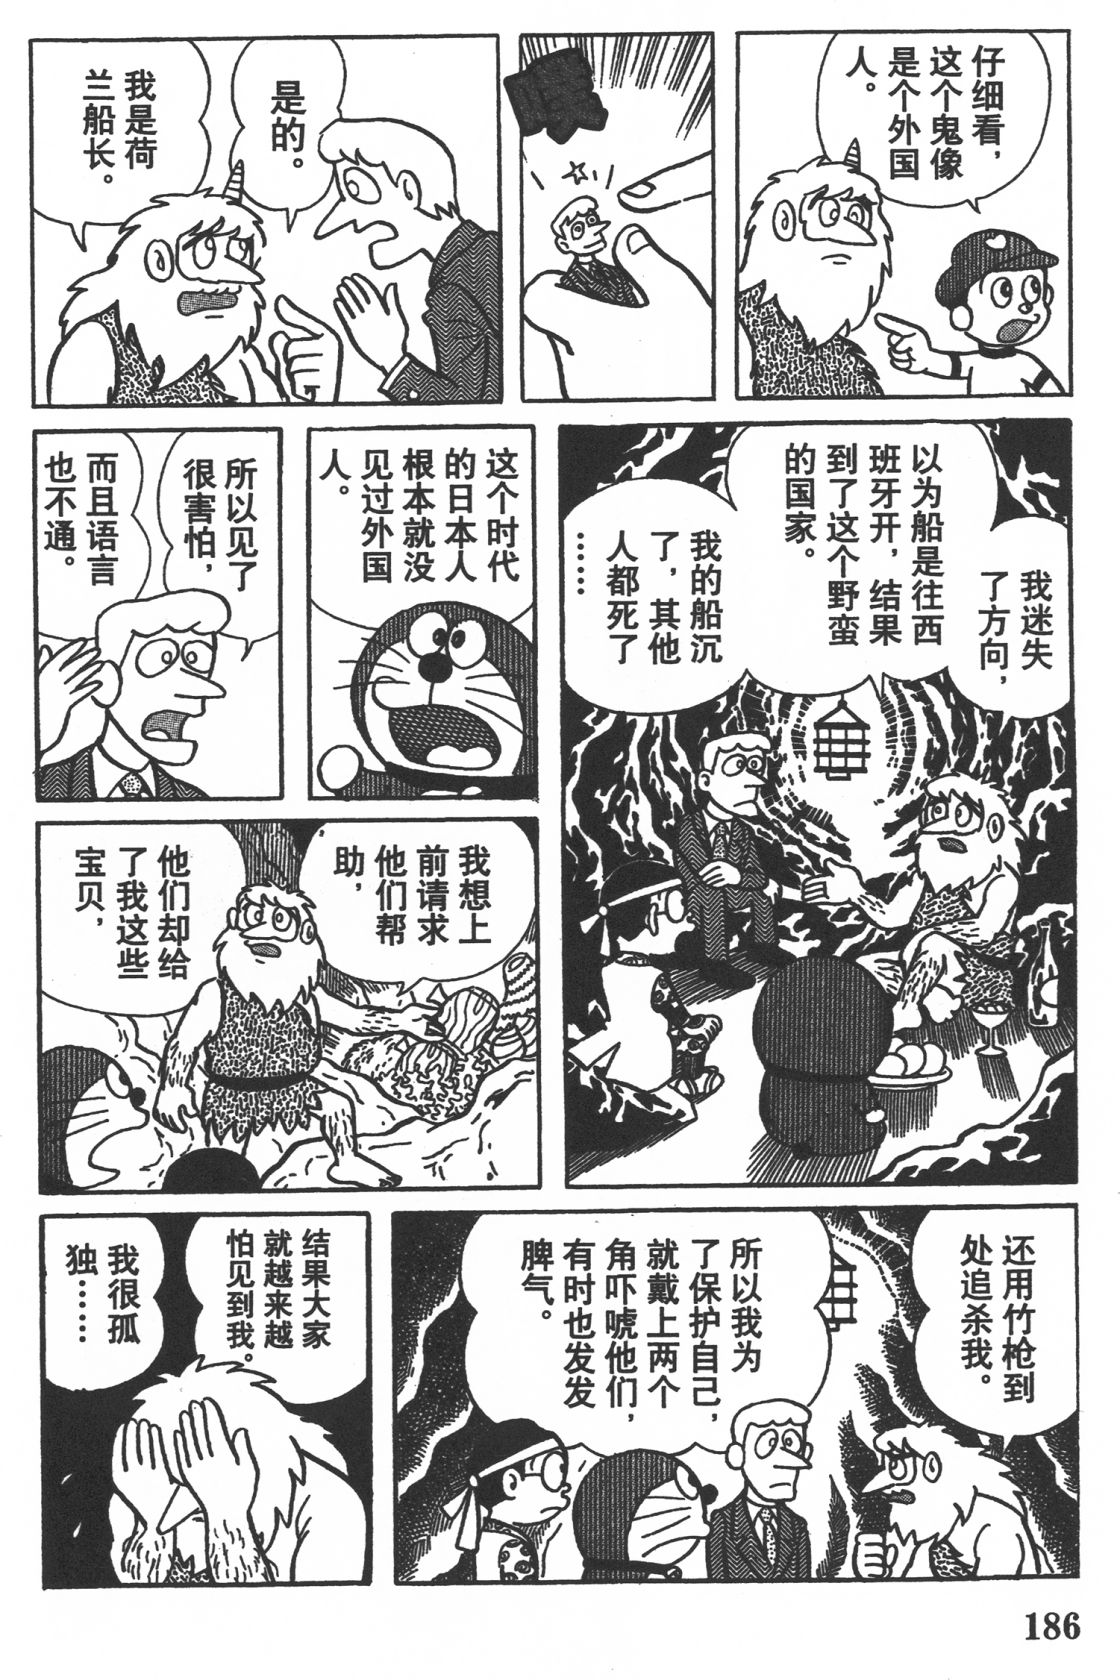 仔细看，
这个鬼像
是个外国
人。
是的。
我是荷
兰船长。
我迷失
了方向，
以为船是往西
班牙开，结果
到了这个野蛮
的国家。
我的船沉
了，其他
人都死了
……
这个时代
的日本人
根本就没
见过外国
人。
所以见了
很害怕，
而且语言
也不通。
我想上
前请求
他们帮
助，
他们却给
了我这些
宝贝，
还用竹枪到
处追杀我。
所以我为
了保护自己，
就戴上两个
角吓唬他们，
有时也发发
脾气。
结果大家
就越来越
怕见到我。
我很孤
独……
186